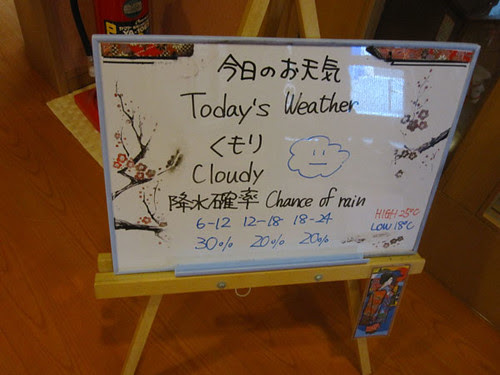 今日のお天気
Today's Weather
くもり
Cloudy
降水確率 Chance of rain
6-12 12-18 18-24
30% 20% 20%
HIGH 25℃
LOW 18℃